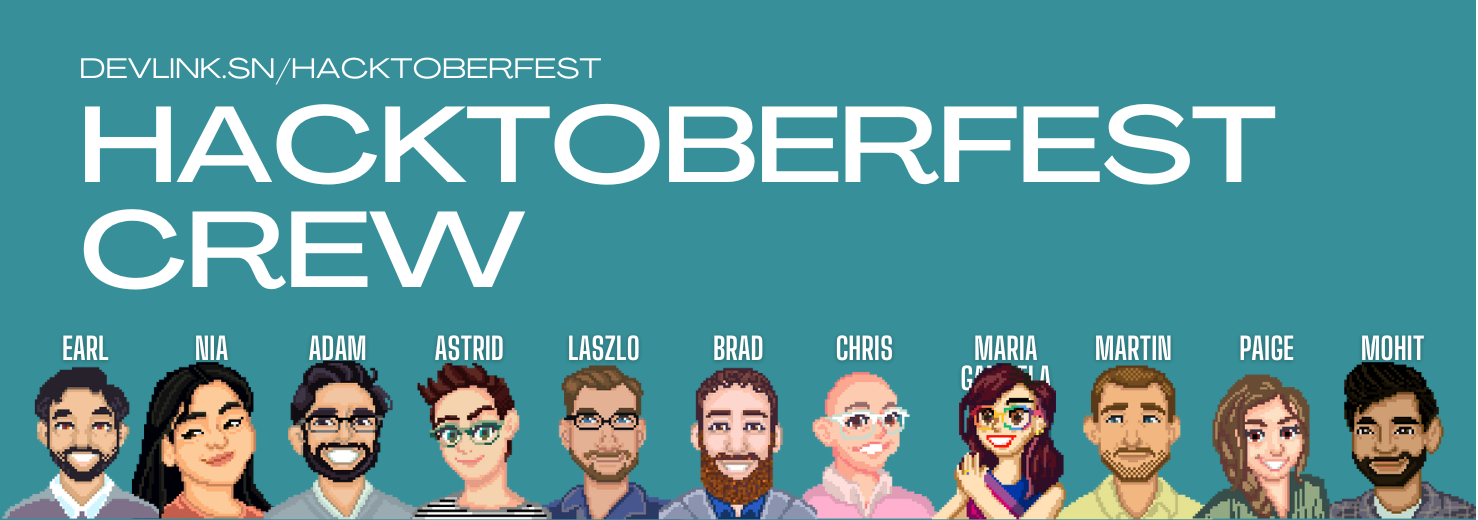 DEVLINK.SN/HACKTOBERFEST
HACKTOBERFEST
CREW
EARL
NIA
ADAM
ASTRID
LASZLO
BRAD
CHRIS
MARIA
MARTIN
PAIGE
MOHIT